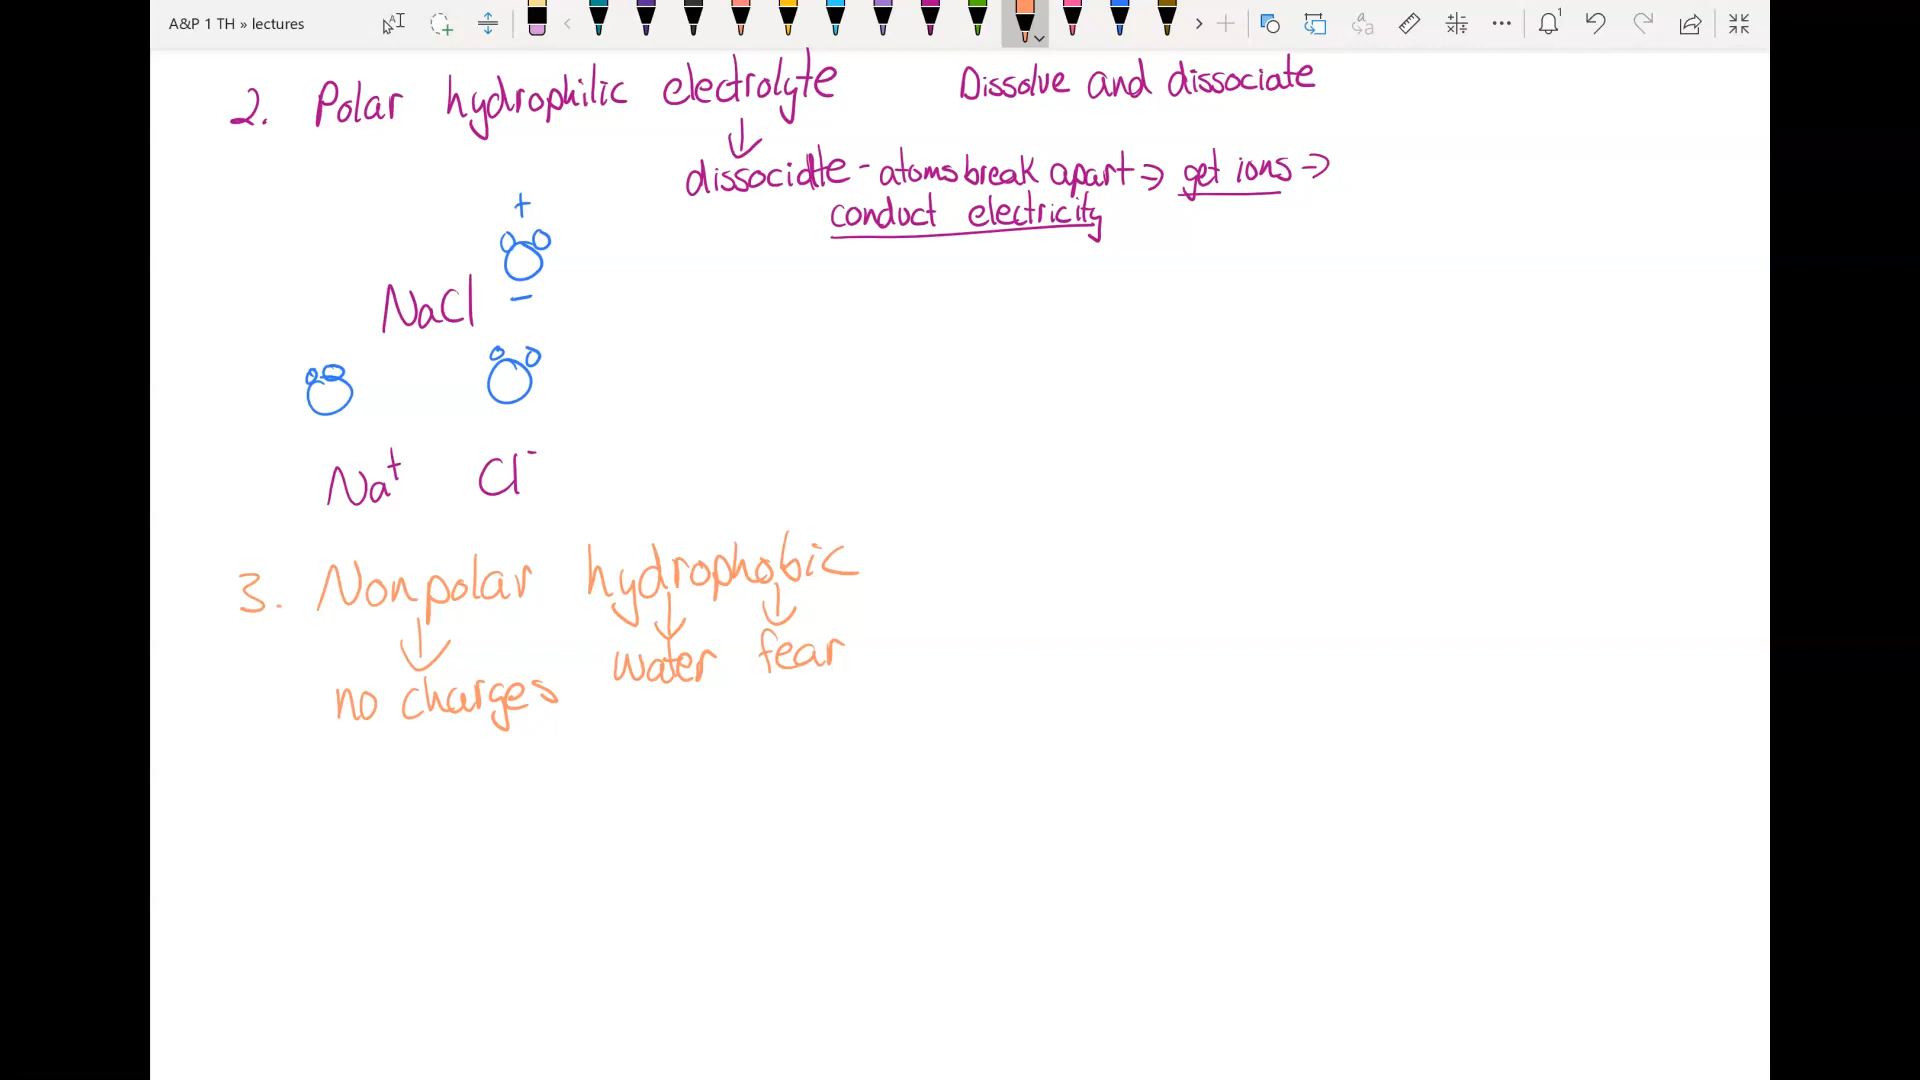 A&P 1 TH » lectures
2. Polar hydrophilic electrolyte Dissolve and dissociate
dissociate - atoms break apart → get ions →
conduct electricity
+
NaCl
−
Na⁺ Cl⁻
3. Nonpolar hydrophobic
water fear
no charges